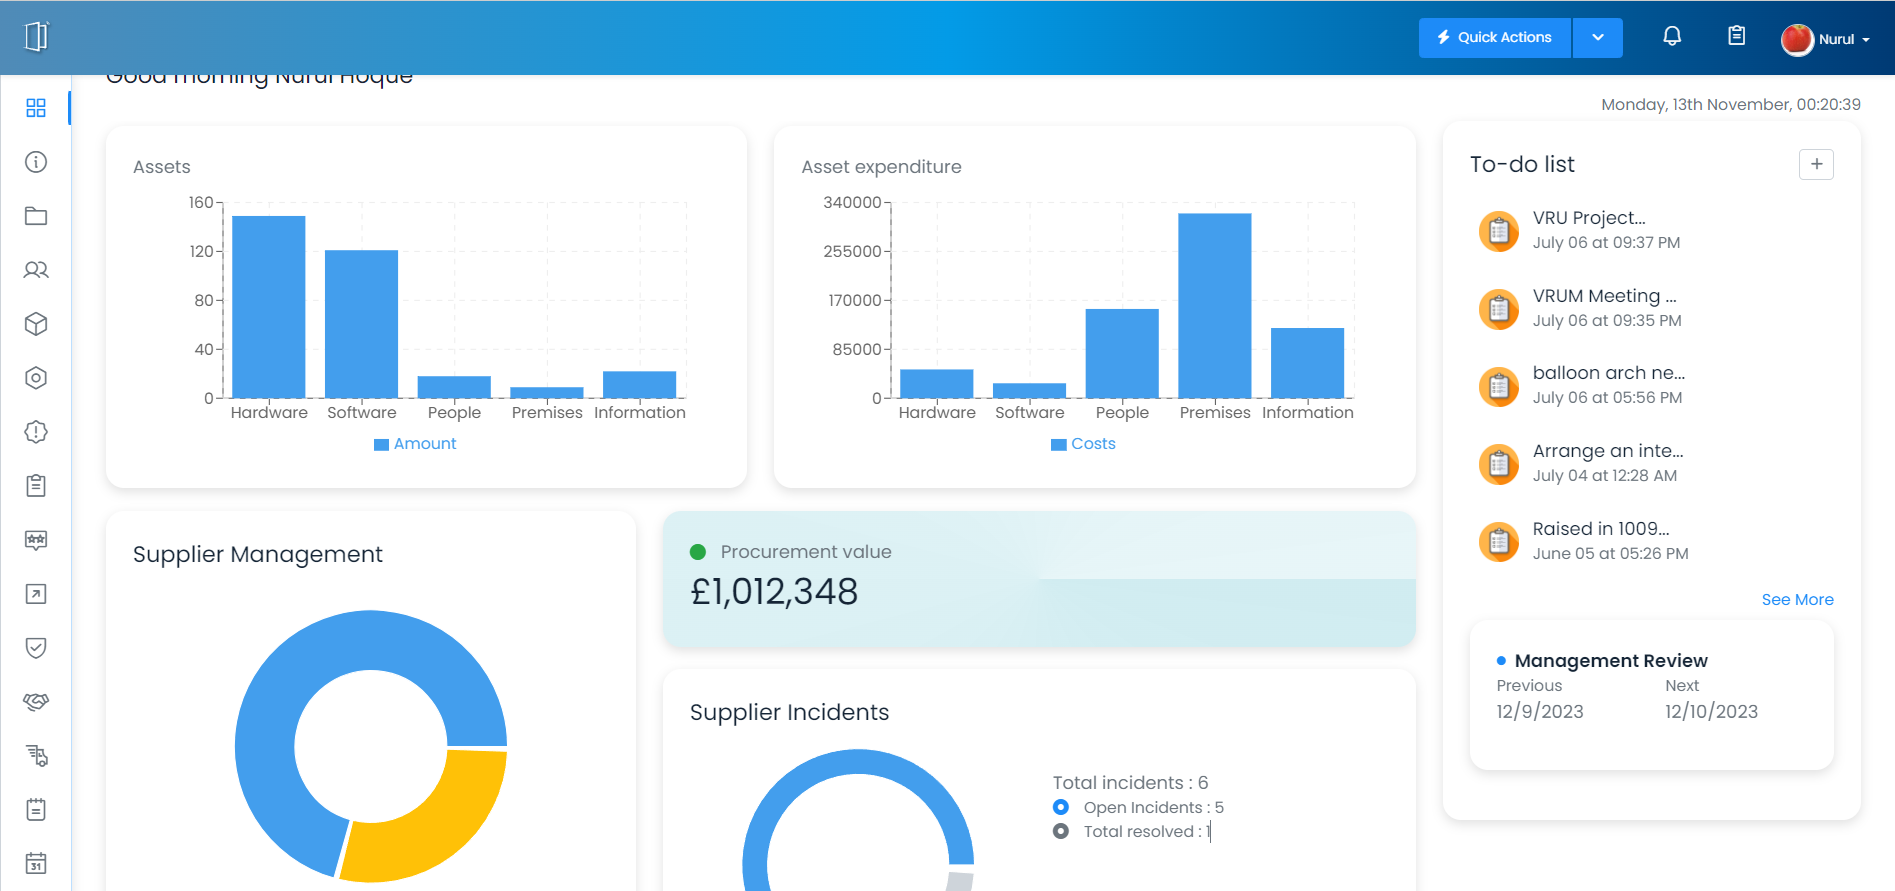 Quick Actions
Nurul
Good morning Nurul Hoque
Monday, 13th November, 00:20:39
Assets
160
120
80
40
0
Hardware Software People Premises Information
Amount
Asset expenditure
340000
255000
170000
85000
0
Hardware Software People Premises Information
Costs
To-do list
+
VRU Project...
July 06 at 09:37 PM
VRUM Meeting ...
July 06 at 09:35 PM
balloon arch ne...
July 06 at 05:56 PM
Arrange an inte...
July 04 at 12:28 AM
Raised in 1009...
June 05 at 05:26 PM
See More
Management Review
Previous Next
12/9/2023 12/10/2023
Supplier Management
Procurement value
£1,012,348
Supplier Incidents
Total incidents : 6
Open Incidents : 5
Total resolved : 1
31